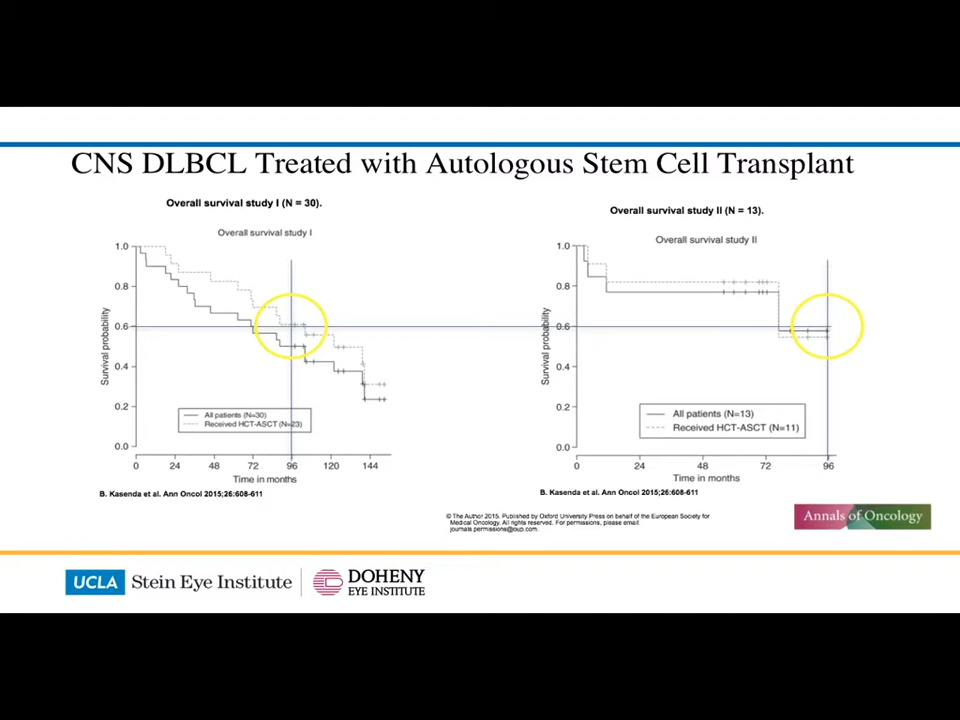 CNS DLBCL Treated with Autologous Stem Cell Transplant
Overall survival study I (N = 30).
Overall survival study I
1.0
0.8
0.6
0.4
0.2
0.0
Survival probability
All patients (N=30)
Received HCT-ASCT (N=23)
0 24 48 72 96 120 144
Time in months
B. Kasenda et al. Ann Oncol 2015;26:608-611
Overall survival study II (N = 13).
Overall survival study II
1.0
0.8
0.6
0.4
0.2
0.0
Survival probability
All patients (N=13)
Received HCT-ASCT (N=11)
0 24 48 72 96
Time in months
B. Kasenda et al. Ann Oncol 2015;26:608-611
© The Author 2015. Published by Oxford University Press on behalf of the European Society for
Medical Oncology. All rights reserved. For permissions, please email:
journals.permissions@oup.com.
Annals of Oncology
UCLA Stein Eye Institute
DOHENY
EYE INSTITUTE